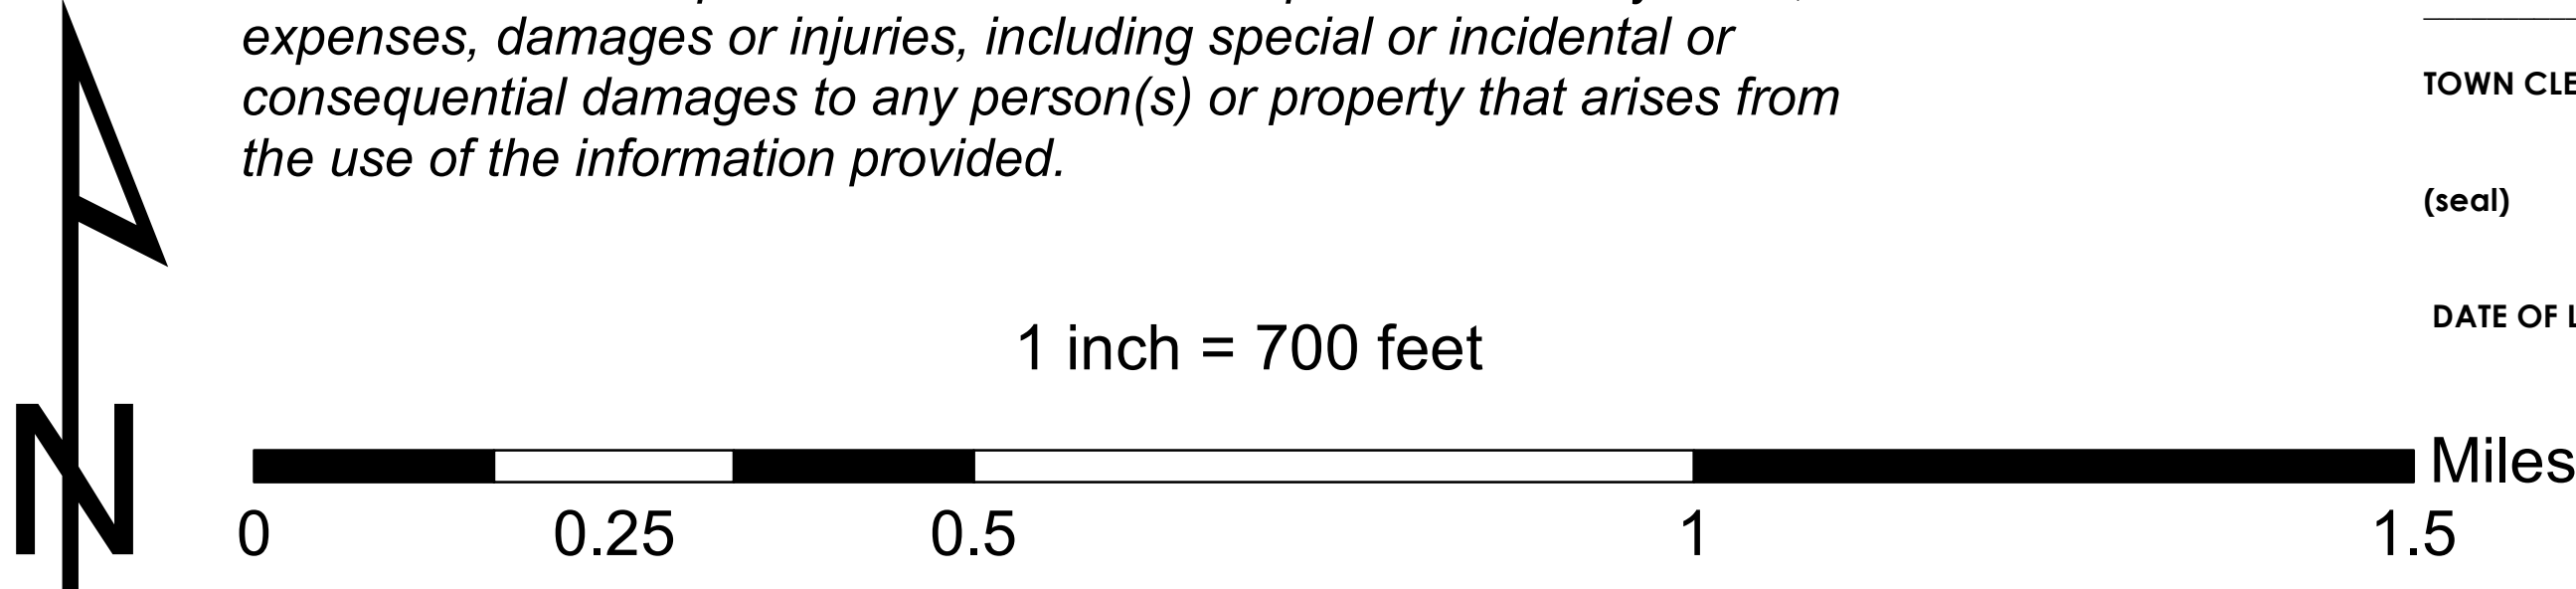 expenses, damages or injuries, including special or incidental or
consequential damages to any person(s) or property that arises from
the use of the information provided.
TOWN
(seal)
DATE OF
1 inch = 700 feet
N
Miles
0 0.25 0.5 1 1.5